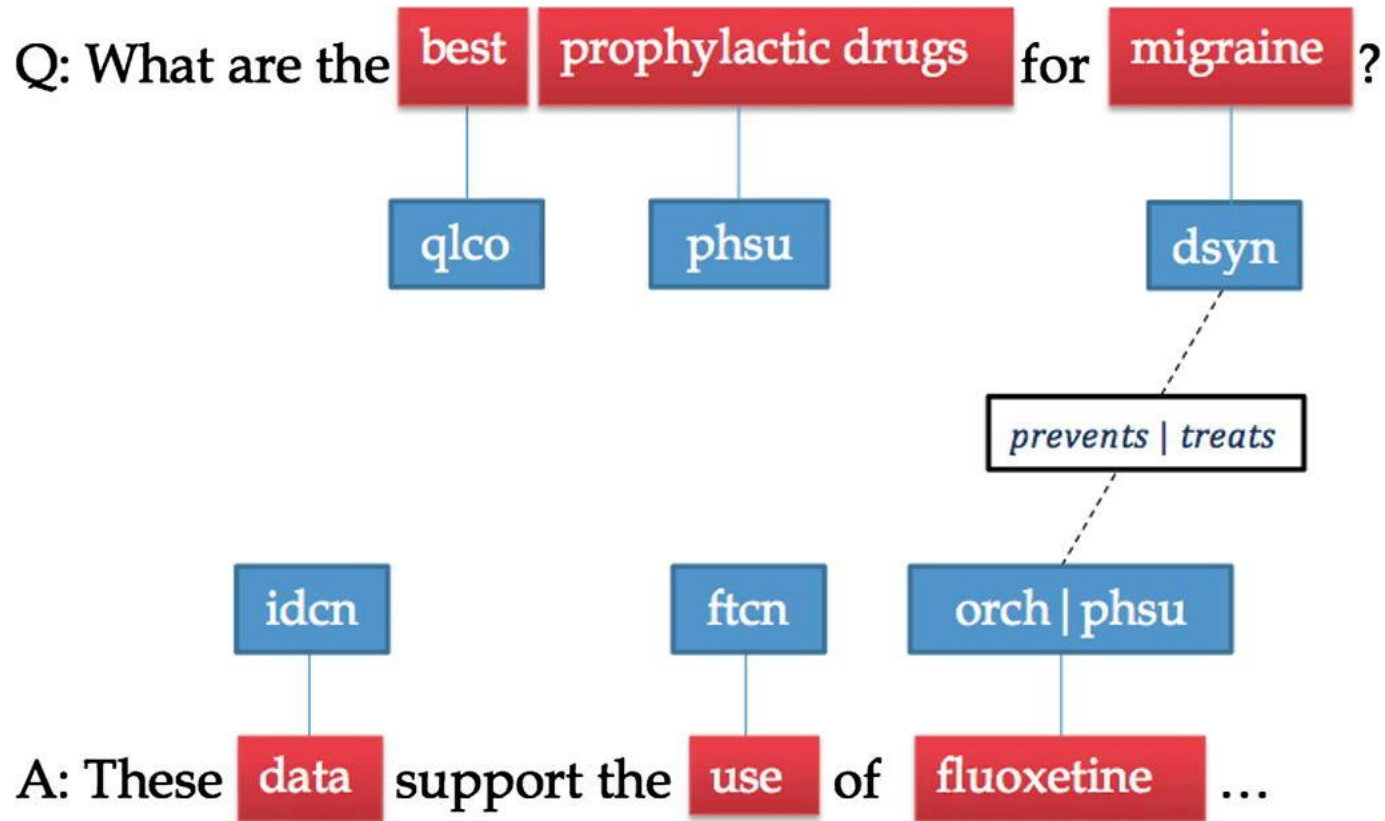 Q: What are the best prophylactic drugs for migraine ?
qlco phsu dsyn
prevents | treats
idcn ftcn orch|phsu
A: These data support the use of fluoxetine ...